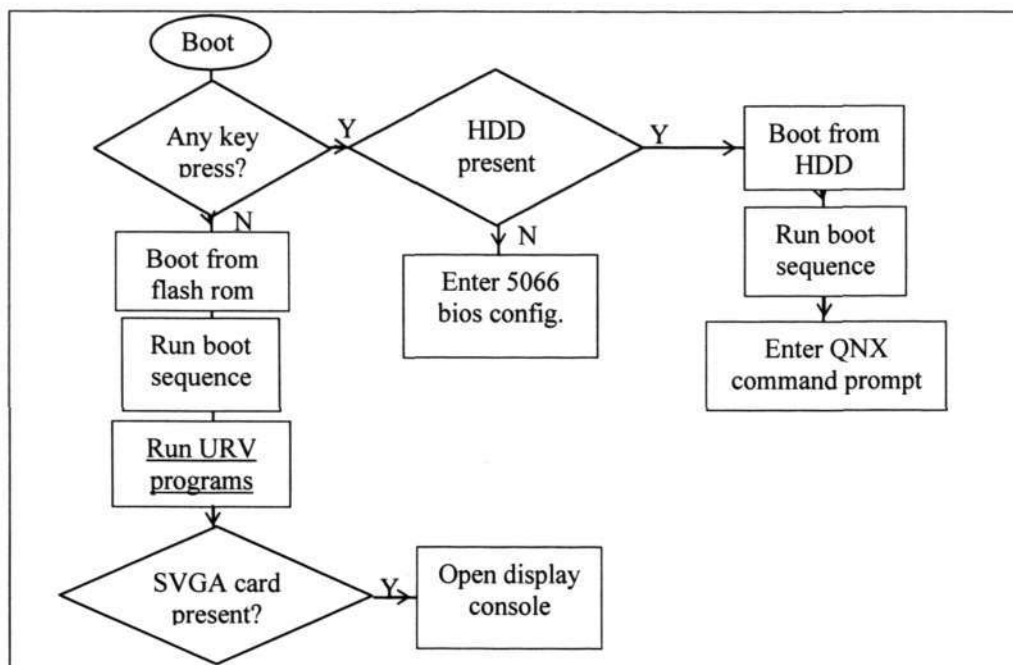 Boot
Any key
press?
Y
HDD
present
Y
Boot from
HDD
N
Boot from
flash rom
N
Enter 5066
bios config.
Run boot
sequence
Run boot
sequence
Enter QNX
command prompt
Run URV
programs
SVGA card
present?
Y
Open display
console